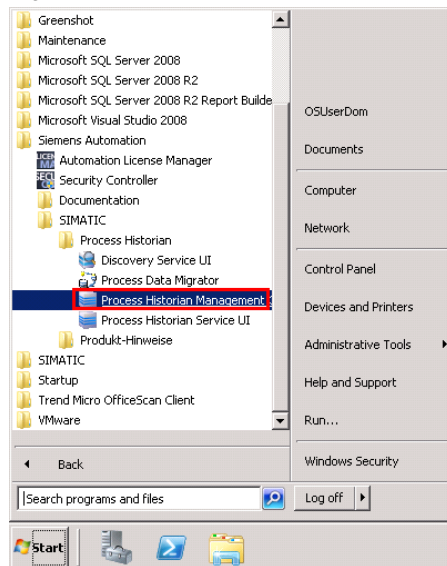 Greenshot
Maintenance
Microsoft SQL Server 2008
Microsoft SQL Server 2008 R2
Microsoft SQL Server 2008 R2 Report Builde
Microsoft Visual Studio 2008
Siemens Automation
Automation License Manager
Security Controller
Documentation
SIMATIC
Process Historian
Discovery Service UI
Process Data Migrator
Process Historian Management
Process Historian Service UI
Produkt-Hinweise
SIMATIC
Startup
Trend Micro OfficeScan Client
VMware
Back
Search programs and files
Start
OSUserDom
Documents
Computer
Network
Control Panel
Devices and Printers
Administrative Tools
Help and Support
Run...
Windows Security
Log off